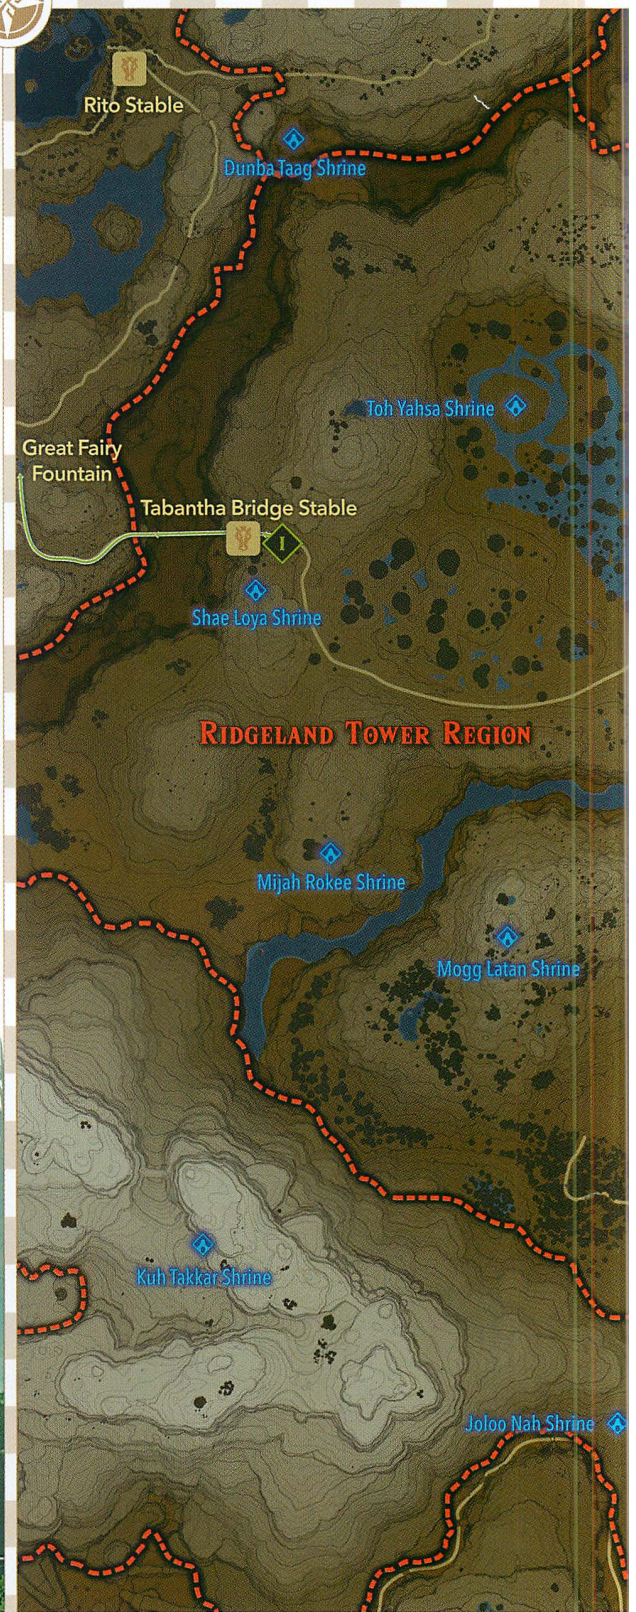 Rito Stable
Dunba Taag Shrine
Toh Yahsa Shrine
Great Fairy
Fountain
Tabantha Bridge Stable
I
Shae Loya Shrine
RIDGELAND TOWER REGION
Mijah Rokee Shrine
Mogg Latan Shrine
Kuh Takkar Shrine
Joloo Nah Shrine